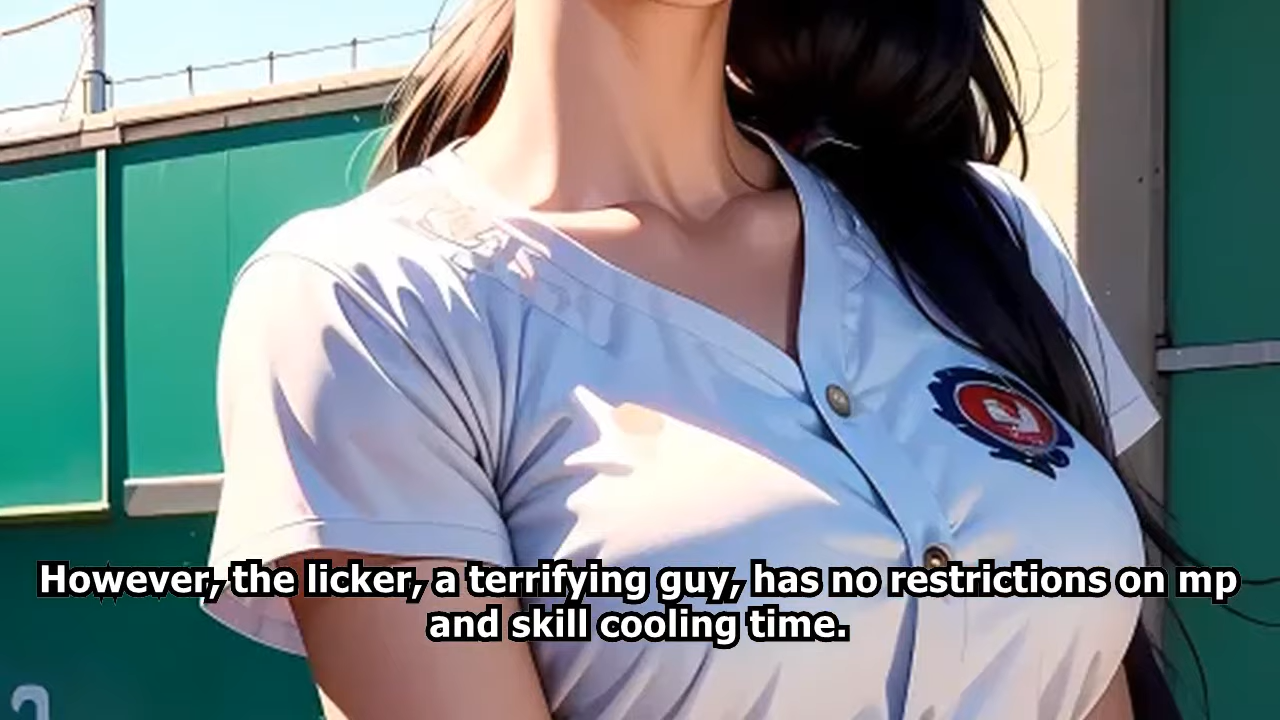 However, the licker, a terrifying guy, has no restrictions on mp
and skill cooling time.